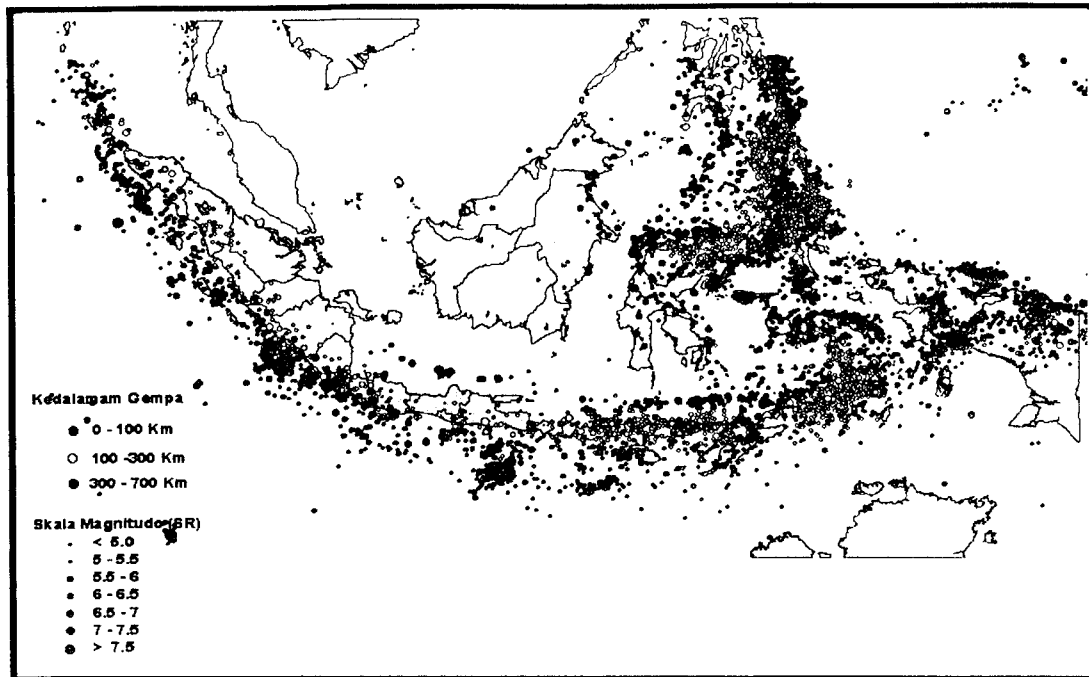 Kedalamam Gempa
0 - 100 Km
100 -300 Km
300 - 700 Km
Skala Magnitudo (SR)
< 5.0
5 - 5.5
5.5 - 6
6 - 6.5
6.5 - 7
7 - 7.5
> 7.5